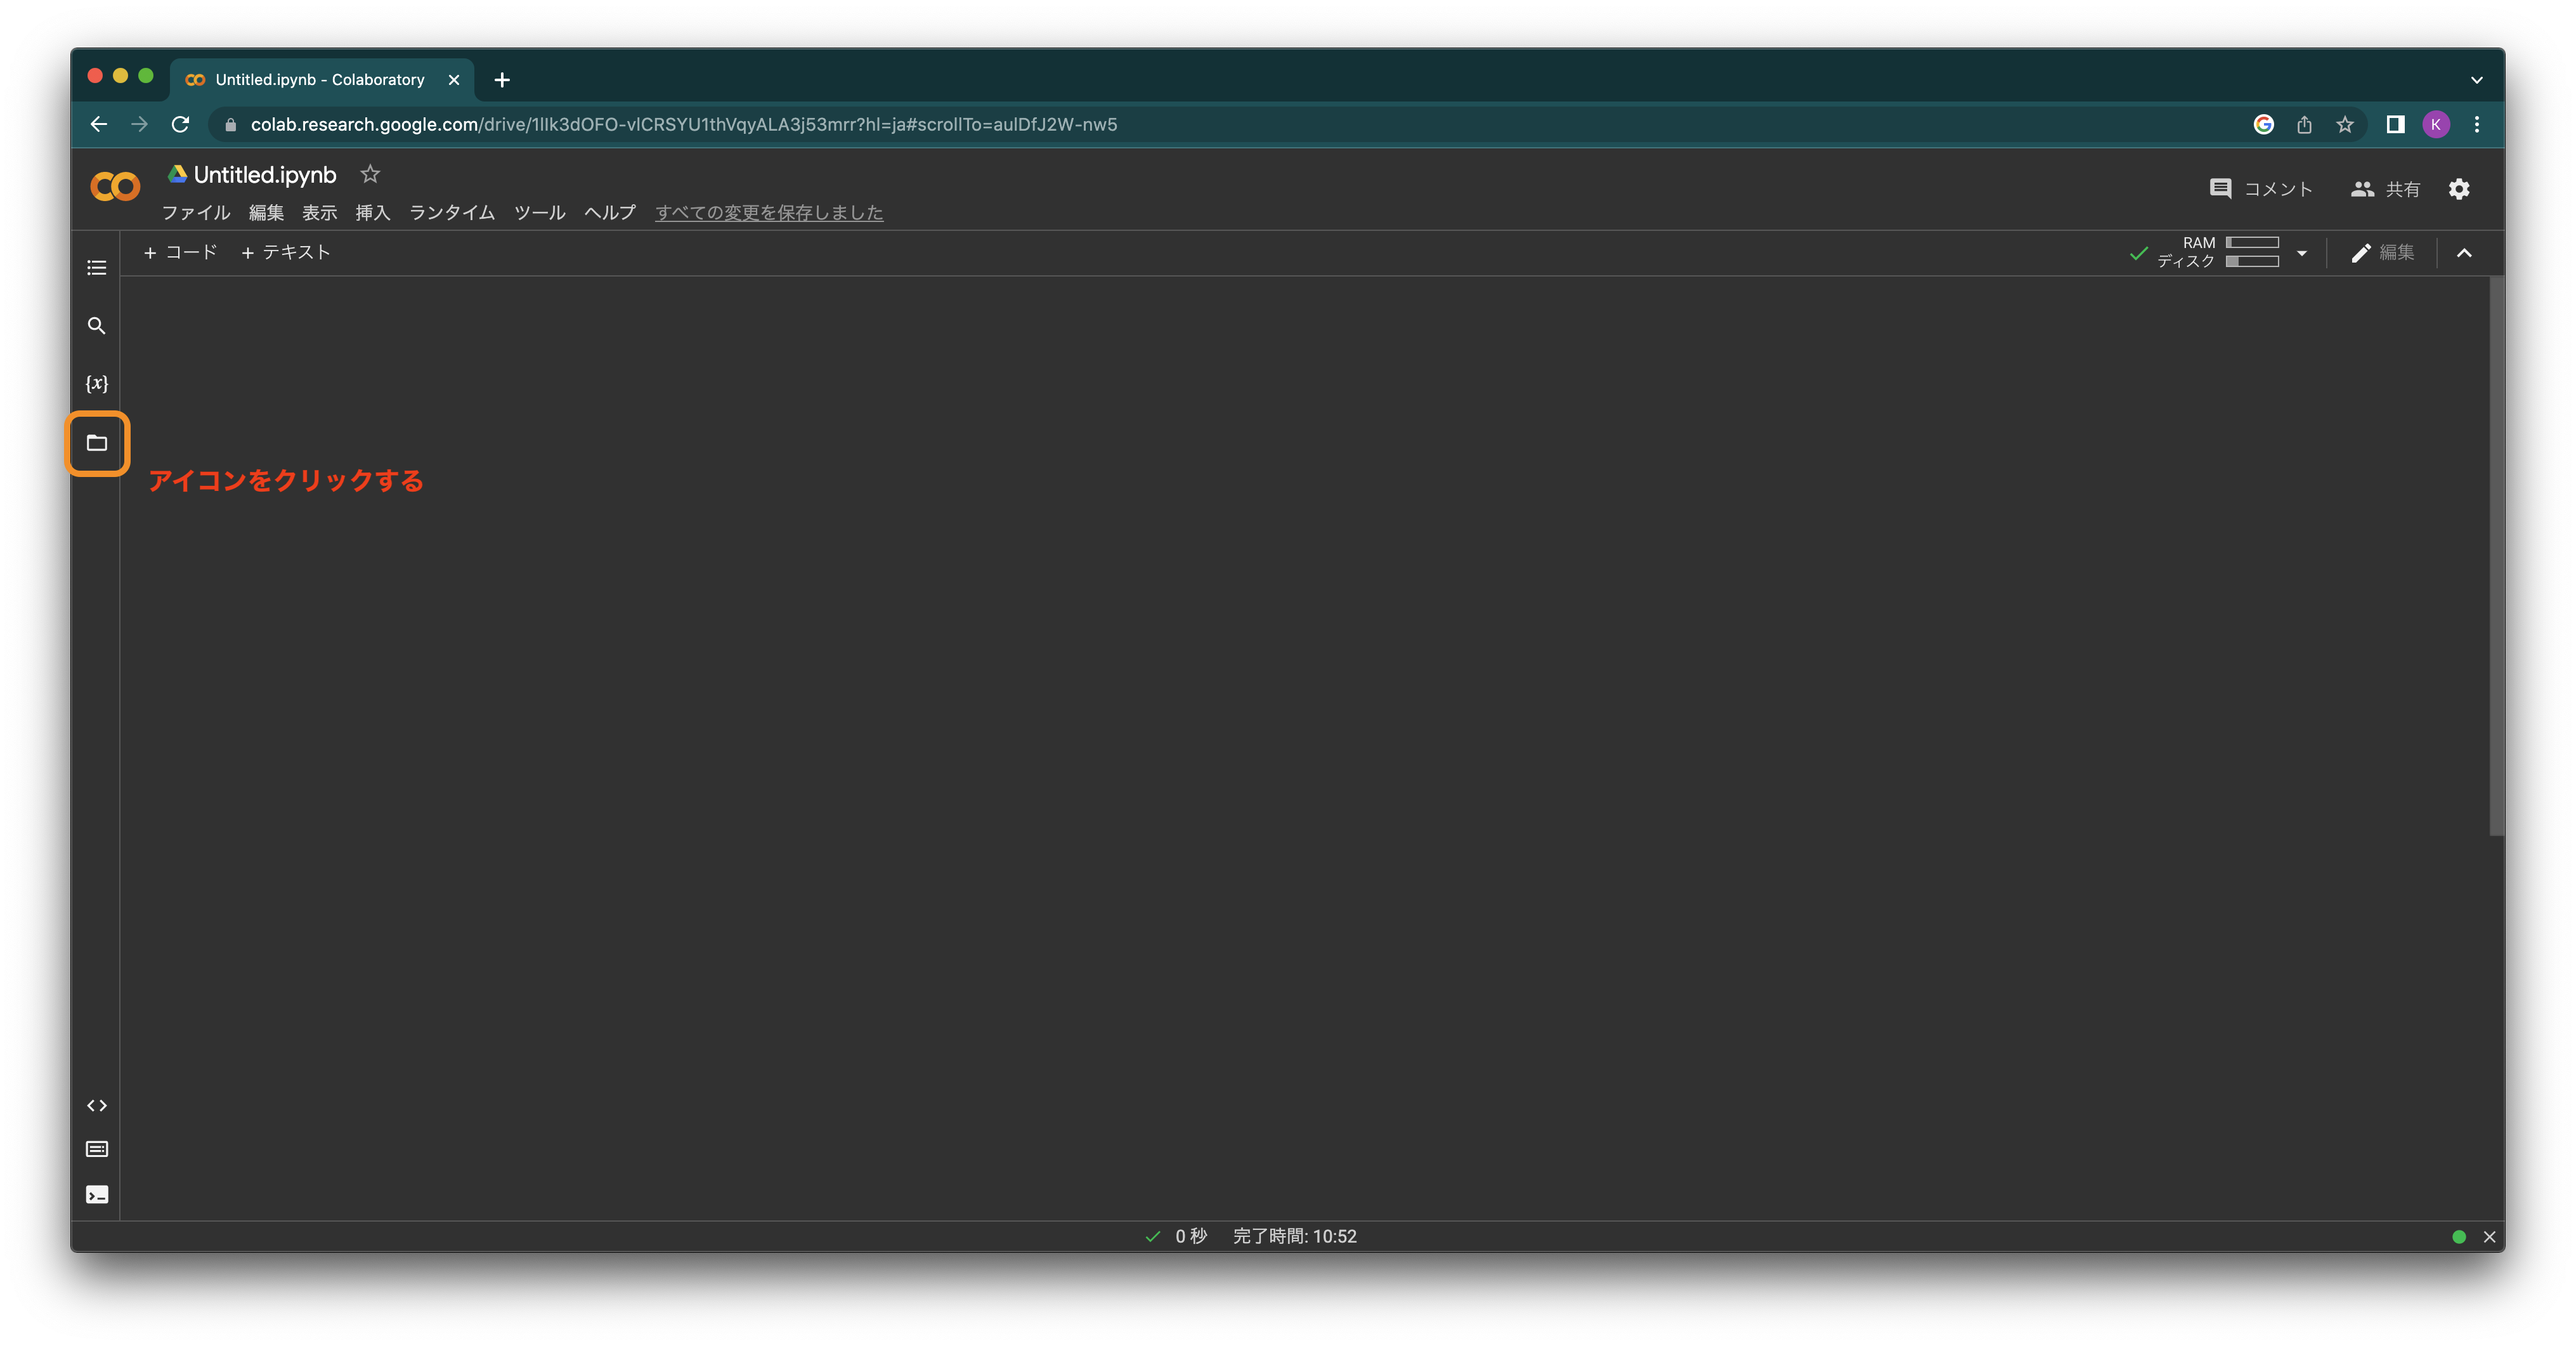 Untitled.ipynb - Colaboratory
colab.research.google.com/drive/1lIk3dOFO-vlCRSYU1thVqyALA3j53mrr?hl=ja#scrollTo=aulDfJ2W-nw5
K
Untitled.ipynb
コメント 共有
ファイル 編集 表示 挿入 ランタイム ツール ヘルプ すべての変更を保存しました
+ コード + テキスト
RAM
ディスク
編集
{x}
アイコンをクリックする
0 秒 完了時間: 10:52